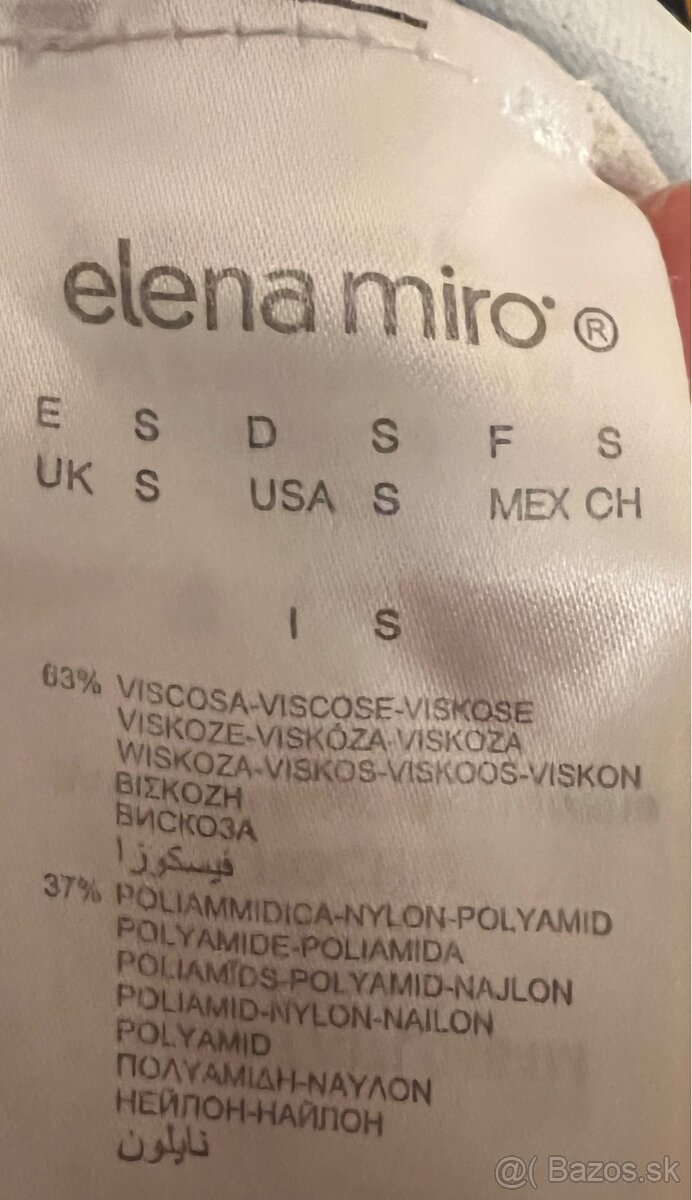 elena miro®
E S D S F S
UK S USA S MEX CH
I S
63% VISCOSA-VISCOSE-VISKOSE
VISKOZE-VISKÓZA-VISKOZA
WISKOZA-VISKOS-VISKOOS-VISKON
ΒΙΣΚΟΖΗ
ВИСКОЗА
فيسكوزا
37% POLIAMMIDICA-NYLON-POLYAMID
POLYAMIDE-POLIAMIDA
POLIAMĪDS-POLYAMID-NAJLON
POLIAMID-NYLON-NAILON
POLYAMID
ΠΟΛΥΑΜΙΔΗ-ΝΑΥΛΟΝ
НЕЙЛОН-НАЙЛОН
نايلون
@( Bazos.sk